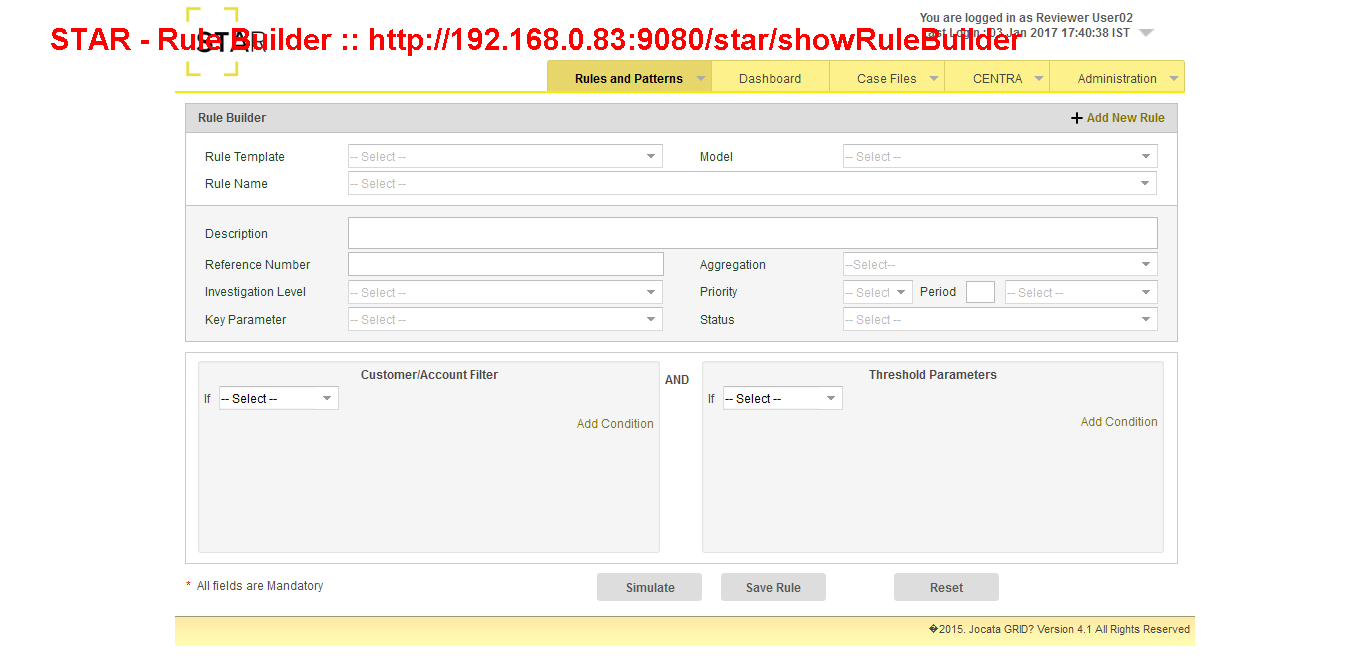 You are logged in as Reviewer User02
STAR
STAR - Rule Builder :: http://192.168.0.83:9080/star/showRuleBuilder
Last Login : 03 Jan 2017 17:40:38 IST
Rules and Patterns Dashboard Case Files CENTRA Administration
Rule Builder + Add New Rule
Rule Template -- Select -- Model -- Select --
Rule Name -- Select --
Description
Reference Number Aggregation --Select--
Investigation Level -- Select -- Priority -- Select Period -- Select --
Key Parameter -- Select -- Status -- Select --
Customer/Account Filter AND Threshold Parameters
If -- Select -- If -- Select --
Add Condition Add Condition
* All fields are Mandatory Simulate Save Rule Reset
�2015. Jocata GRID? Version 4.1 All Rights Reserved